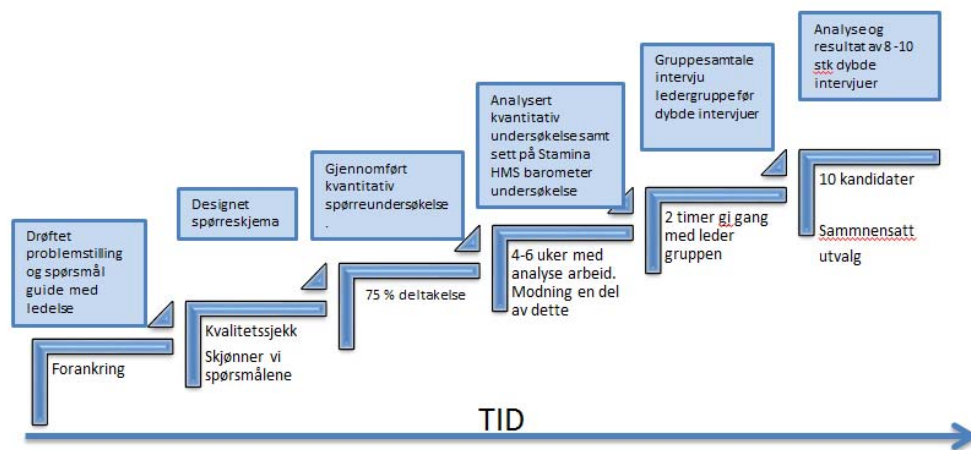 Drøftet
problemstilling
og spørsmål
guide med
ledelse
Forankring
Designet
spørreskjema
Kvalitetssjekk
Skjønner vi
spørsmålene
Gjennomført
kvantitativ
spørreundersøkelse
.
75 % deltakelse
Analysert
kvantitativ
undersøkelse samt
sett på Stamina
HMS barometer
undersøkelse
4-6 uker med
analyse arbeid.
Modning en del
av dette
Gruppesamtale
intervju
ledergruppe før
dybde intervjuer
2 timer gi gang
med leder
gruppen
Analyse og
resultat av 8 -10
stk dybde
intervjuer
10 kandidater
Sammnensatt
utvalg
TID